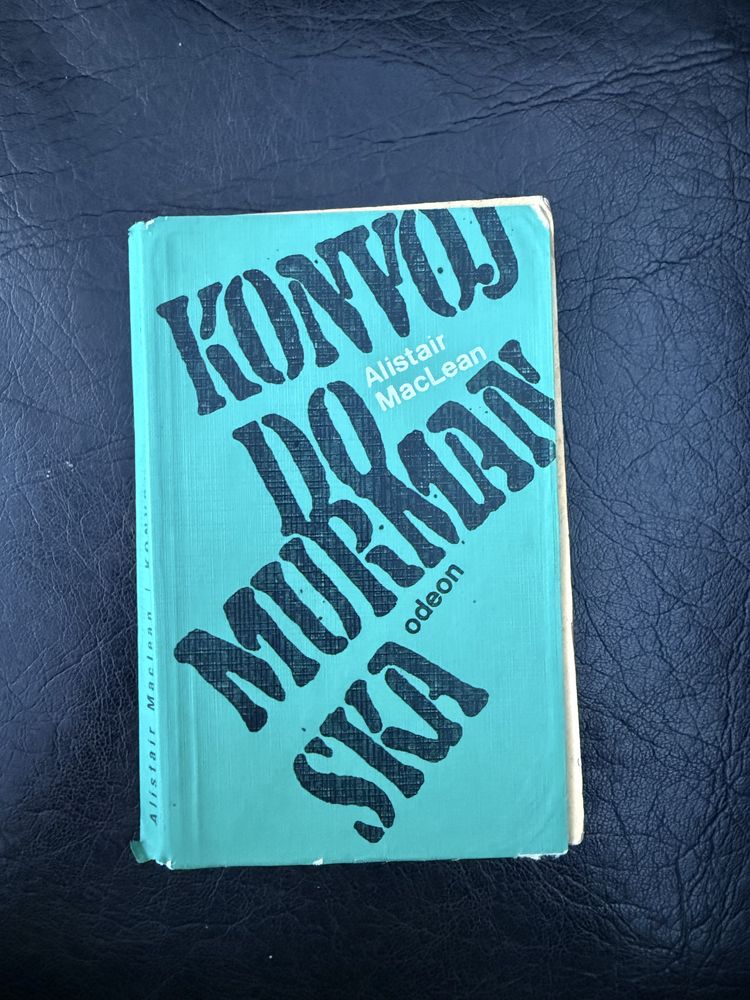 KONVOJ
Alistair
MacLean
DO
MURMAN
odeon
SKA
Alistair Maclean /